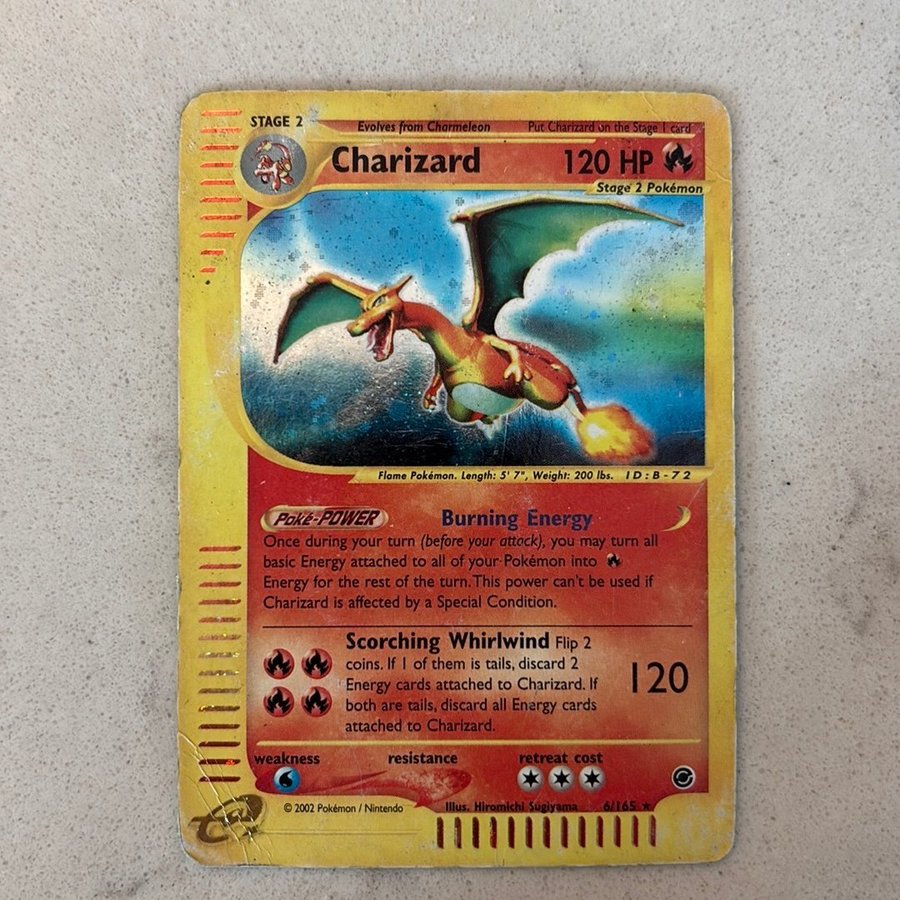 STAGE 2
Evolves from Charmeleon
Put Charizard on the Stage 1 card
Charizard 120 HP
Stage 2 Pokémon
Flame Pokémon. Length: 5' 7", Weight: 200 lbs. ID:B-72
Poké-POWER Burning Energy
Once during your turn (before your attack), you may turn all
basic Energy attached to all of your Pokémon into
Energy for the rest of the turn. This power can't be used if
Charizard is affected by a Special Condition.
Scorching Whirlwind Flip 2
coins. If 1 of them is tails, discard 2
Energy cards attached to Charizard. If
both are tails, discard all Energy cards
attached to Charizard.
120
weakness resistance retreat cost
© 2002 Pokémon / Nintendo Illus. Hiromichi Sugiyama 6/165 ★
e